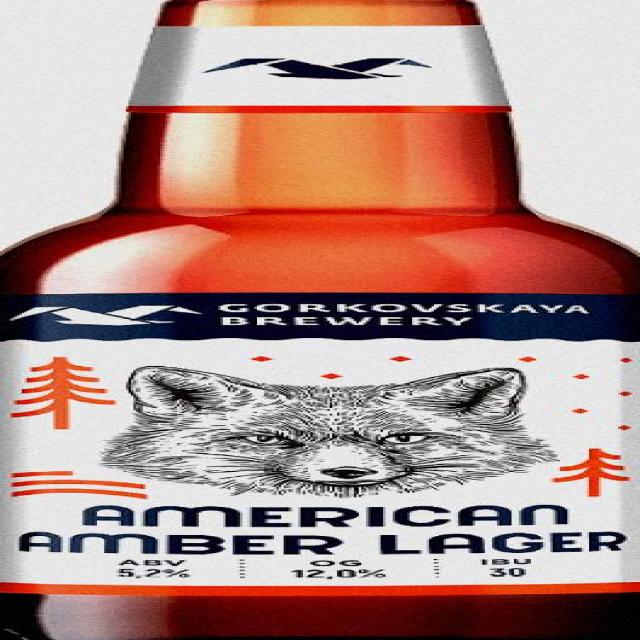 GORKOVSKAYA
BREWERY
AMERICAN
AMBER LAGER
ABV OG IBU
5,2% 12,0% 30